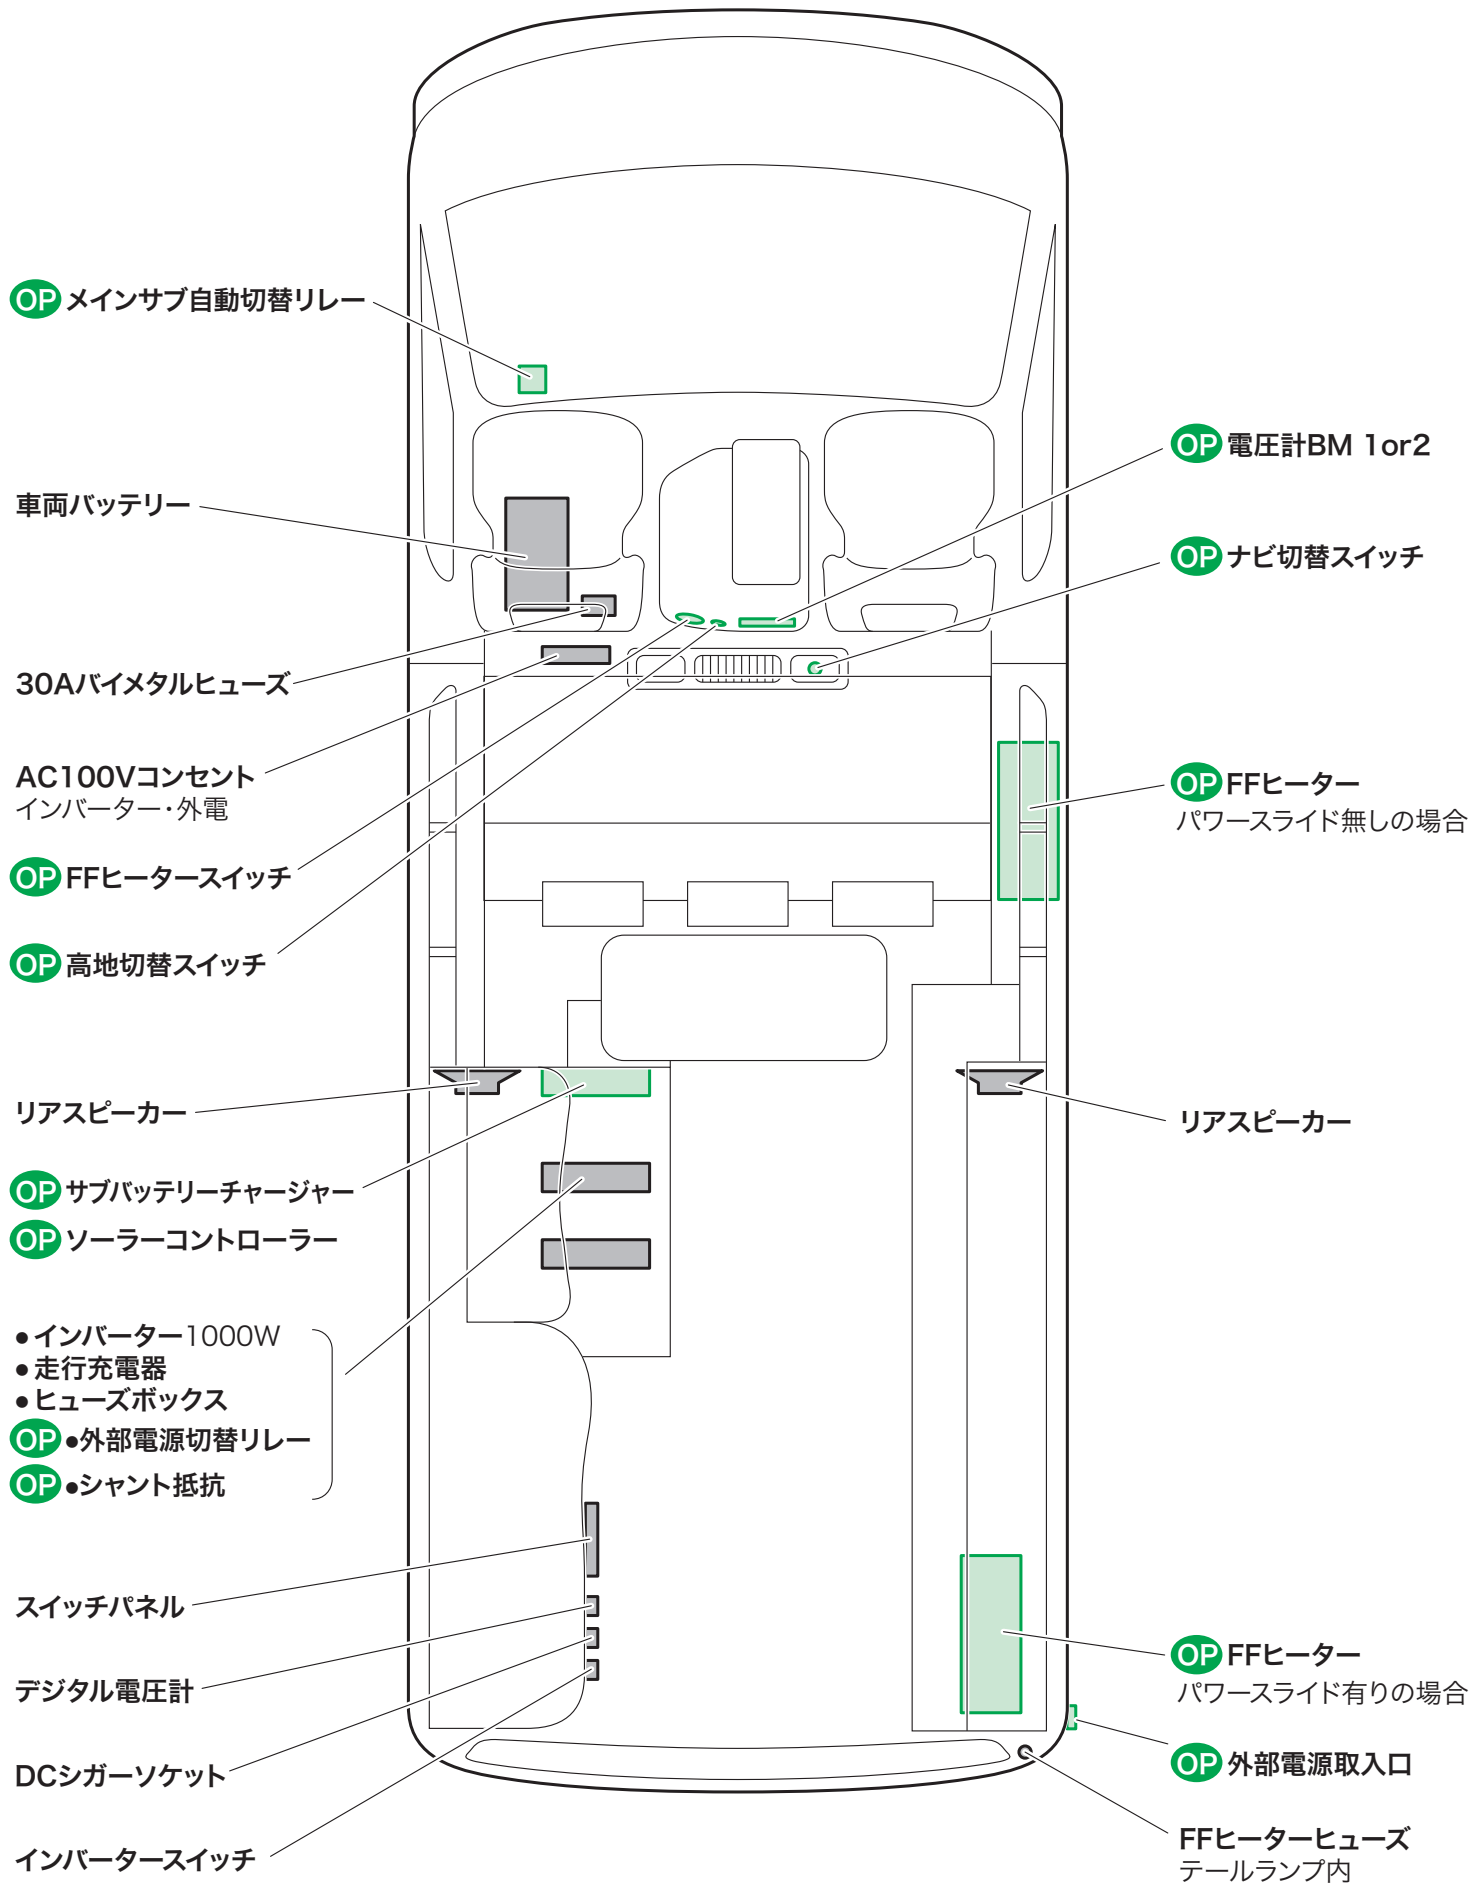 OP メインサブ自動切替リレー
車両バッテリー
30Aバイメタルヒューズ
AC100Vコンセント
インバーター・外電
OP FFヒータースイッチ
OP 高地切替スイッチ
リアスピーカー
OP サブバッテリーチャージャー
OP ソーラーコントローラー
●インバーター1000W
●走行充電器
●ヒューズボックス
OP ●外部電源切替リレー
OP ●シャント抵抗
スイッチパネル
デジタル電圧計
DCシガーソケット
インバータースイッチ
OP 電圧計BM 1or2
OP ナビ切替スイッチ
OP FFヒーター
パワースライド無しの場合
リアスピーカー
OP FFヒーター
パワースライド有りの場合
OP 外部電源取入口
FFヒーターヒューズ
テールランプ内